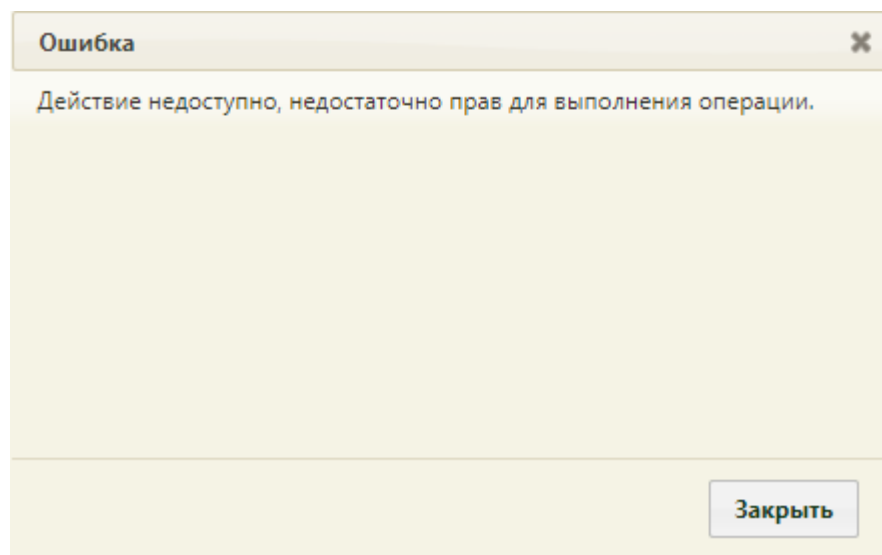 Ошибка
Действие недоступно, недостаточно прав для выполнения операции.
Закрыть